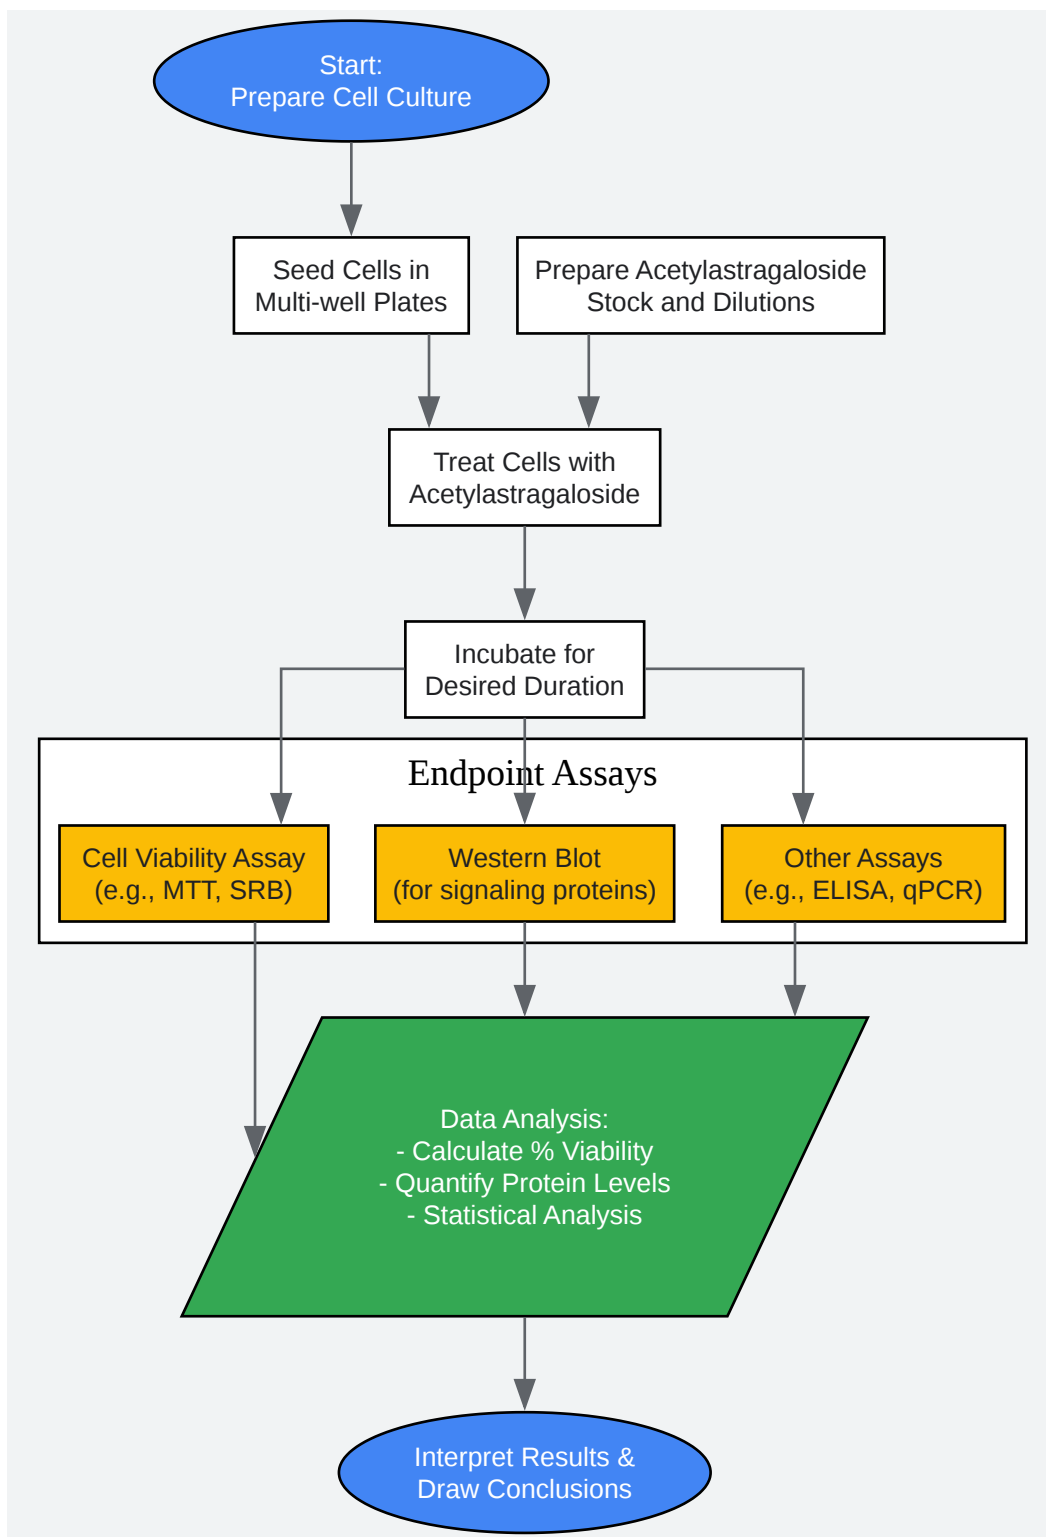 Start:
Prepare Cell Culture
Seed Cells in
Multi-well Plates
Prepare Acetylastragaloside
Stock and Dilutions
Treat Cells with
Acetylastragaloside
Incubate for
Desired Duration
Endpoint Assays
Cell Viability Assay
(e.g., MTT, SRB)
Western Blot
(for signaling proteins)
Other Assays
(e.g., ELISA, qPCR)
Data Analysis:
- Calculate % Viability
- Quantify Protein Levels
- Statistical Analysis
Interpret Results &
Draw Conclusions